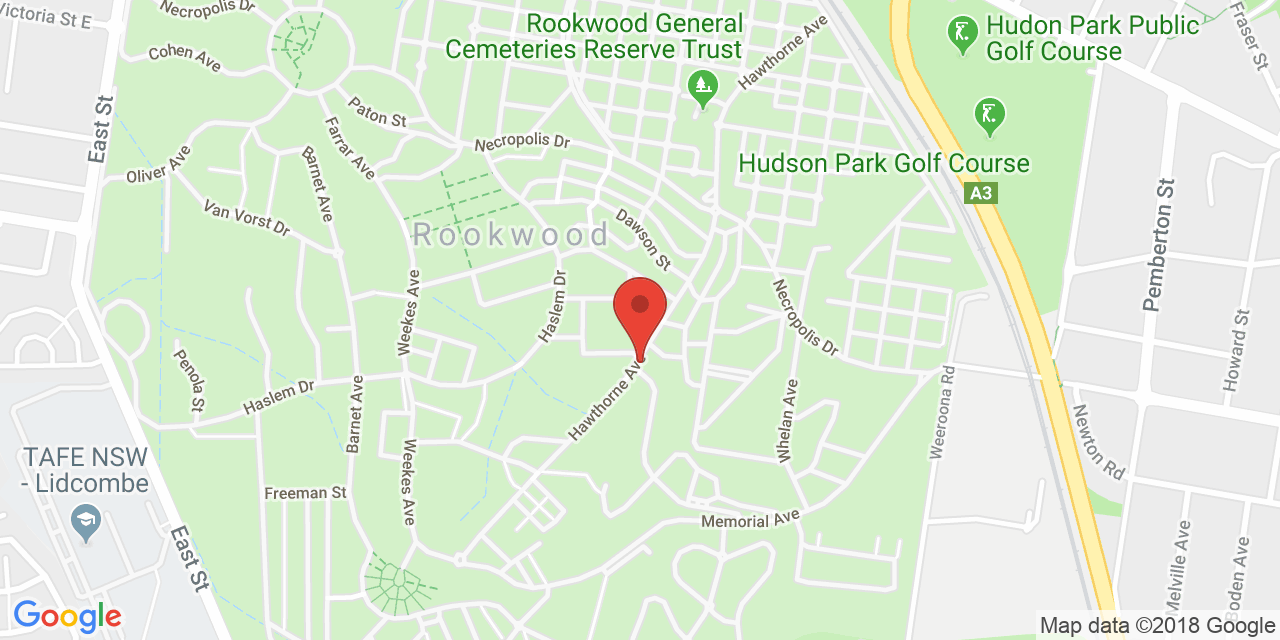 Victoria St E
Necropolis Dr
Cohen Ave
East St
Paton St
Farrar Ave
Barnet Ave
Oliver Ave
Van Vorst Dr
Rookwood General
Cemeteries Reserve Trust
Hawthorne Ave
Hudon Park Public
Golf Course
Fraser St
Necropolis Dr
Hudson Park Golf Course
A3
Pemberton St
Rookwood
Dawson St
Haslem Dr
Weekes Ave
Necropolis Dr
Howard St
Penola St
Haslem Dr
Barnet Ave
Hawthorne Ave
Whelan Ave
Weeroona Rd
Newton Rd
TAFE NSW
- Lidcombe
Weekes Ave
Freeman St
Memorial Ave
East St
Melville Ave
Boden Ave
Google
Map data ©2018 Google